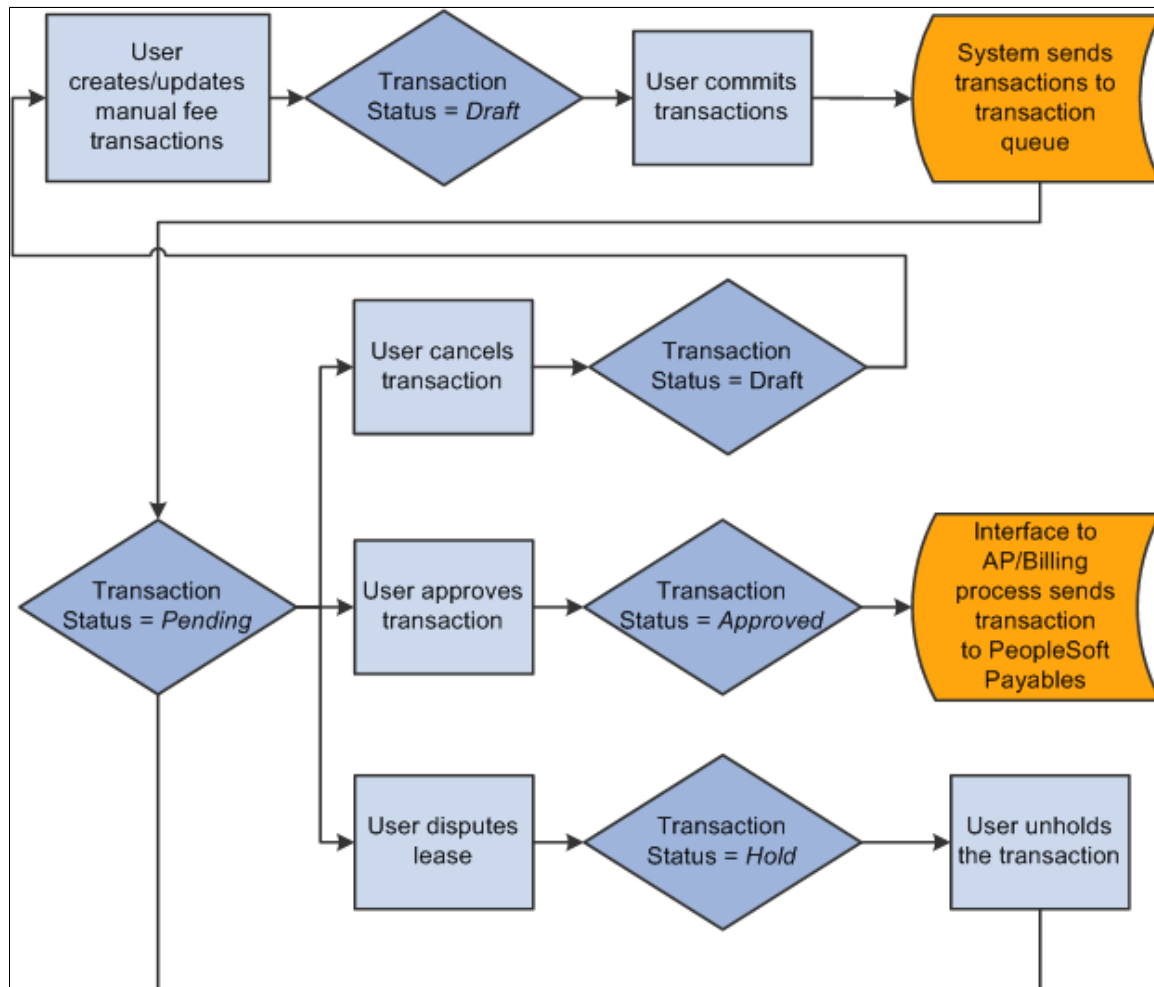 User
creates/updates
manual fee
transactions
Transaction
Status = Draft
User commits
transactions
System sends
transactions to
transaction
queue
User cancels
transaction
Transaction
Status = Draft
Transaction
Status = Pending
User approves
transaction
Transaction
Status = Approved
Interface to
AP/Billing
process sends
transaction
to PeopleSoft
Payables
User disputes
lease
Transaction
Status = Hold
User unholds
the transaction